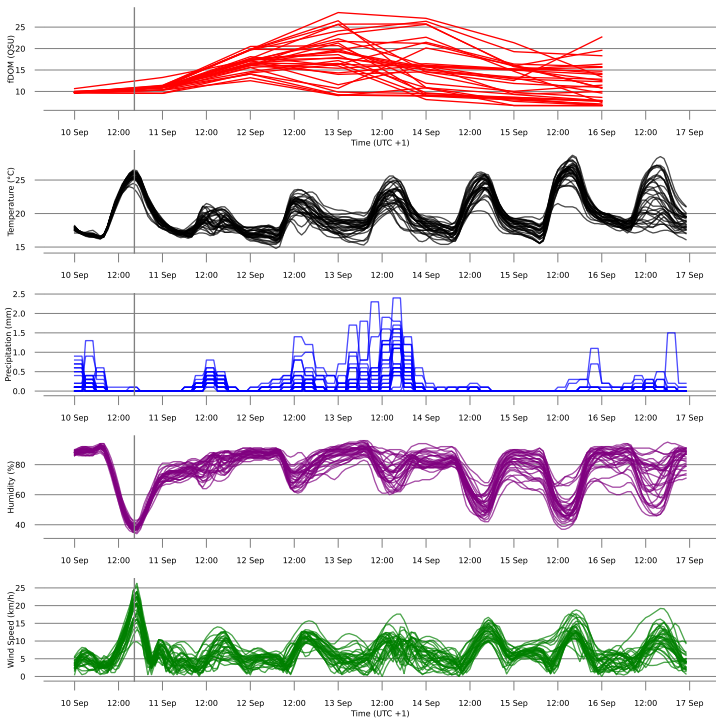 25
20
15
10
fDOM (QSU)
10 Sep 12:00 11 Sep 12:00 12 Sep 12:00 13 Sep 12:00 14 Sep 12:00 15 Sep 12:00 16 Sep 12:00 17 Sep
Time (UTC +1)
25
20
15
Temperature (°C)
10 Sep 12:00 11 Sep 12:00 12 Sep 12:00 13 Sep 12:00 14 Sep 12:00 15 Sep 12:00 16 Sep 12:00 17 Sep
2.5
2.0
1.5
1.0
0.5
0.0
Precipitation (mm)
10 Sep 12:00 11 Sep 12:00 12 Sep 12:00 13 Sep 12:00 14 Sep 12:00 15 Sep 12:00 16 Sep 12:00 17 Sep
80
60
40
Humidity (%)
10 Sep 12:00 11 Sep 12:00 12 Sep 12:00 13 Sep 12:00 14 Sep 12:00 15 Sep 12:00 16 Sep 12:00 17 Sep
25
20
15
10
5
0
Wind Speed (km/h)
10 Sep 12:00 11 Sep 12:00 12 Sep 12:00 13 Sep 12:00 14 Sep 12:00 15 Sep 12:00 16 Sep 12:00 17 Sep
Time (UTC +1)